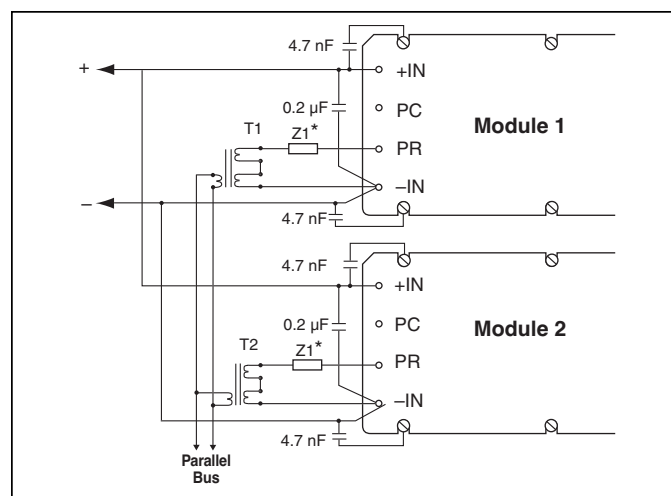 4.7 nF
+
+IN
0.2 µF
PC
T1
Z1*
Module 1
PR
–
–IN
4.7 nF
4.7 nF
+IN
0.2 µF
PC
T2
Z1*
Module 2
PR
–IN
4.7 nF
Parallel
Bus